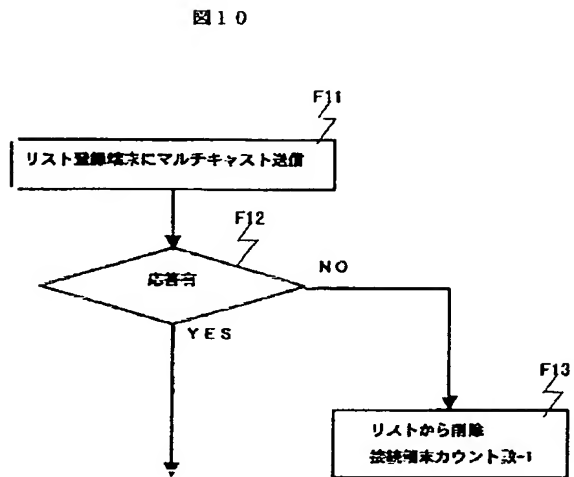 図10
F11
リスト登録端末にマルチキャスト送信
F12
応答有
NO
YES
F13
リストから削除
接続端末カウント数-1